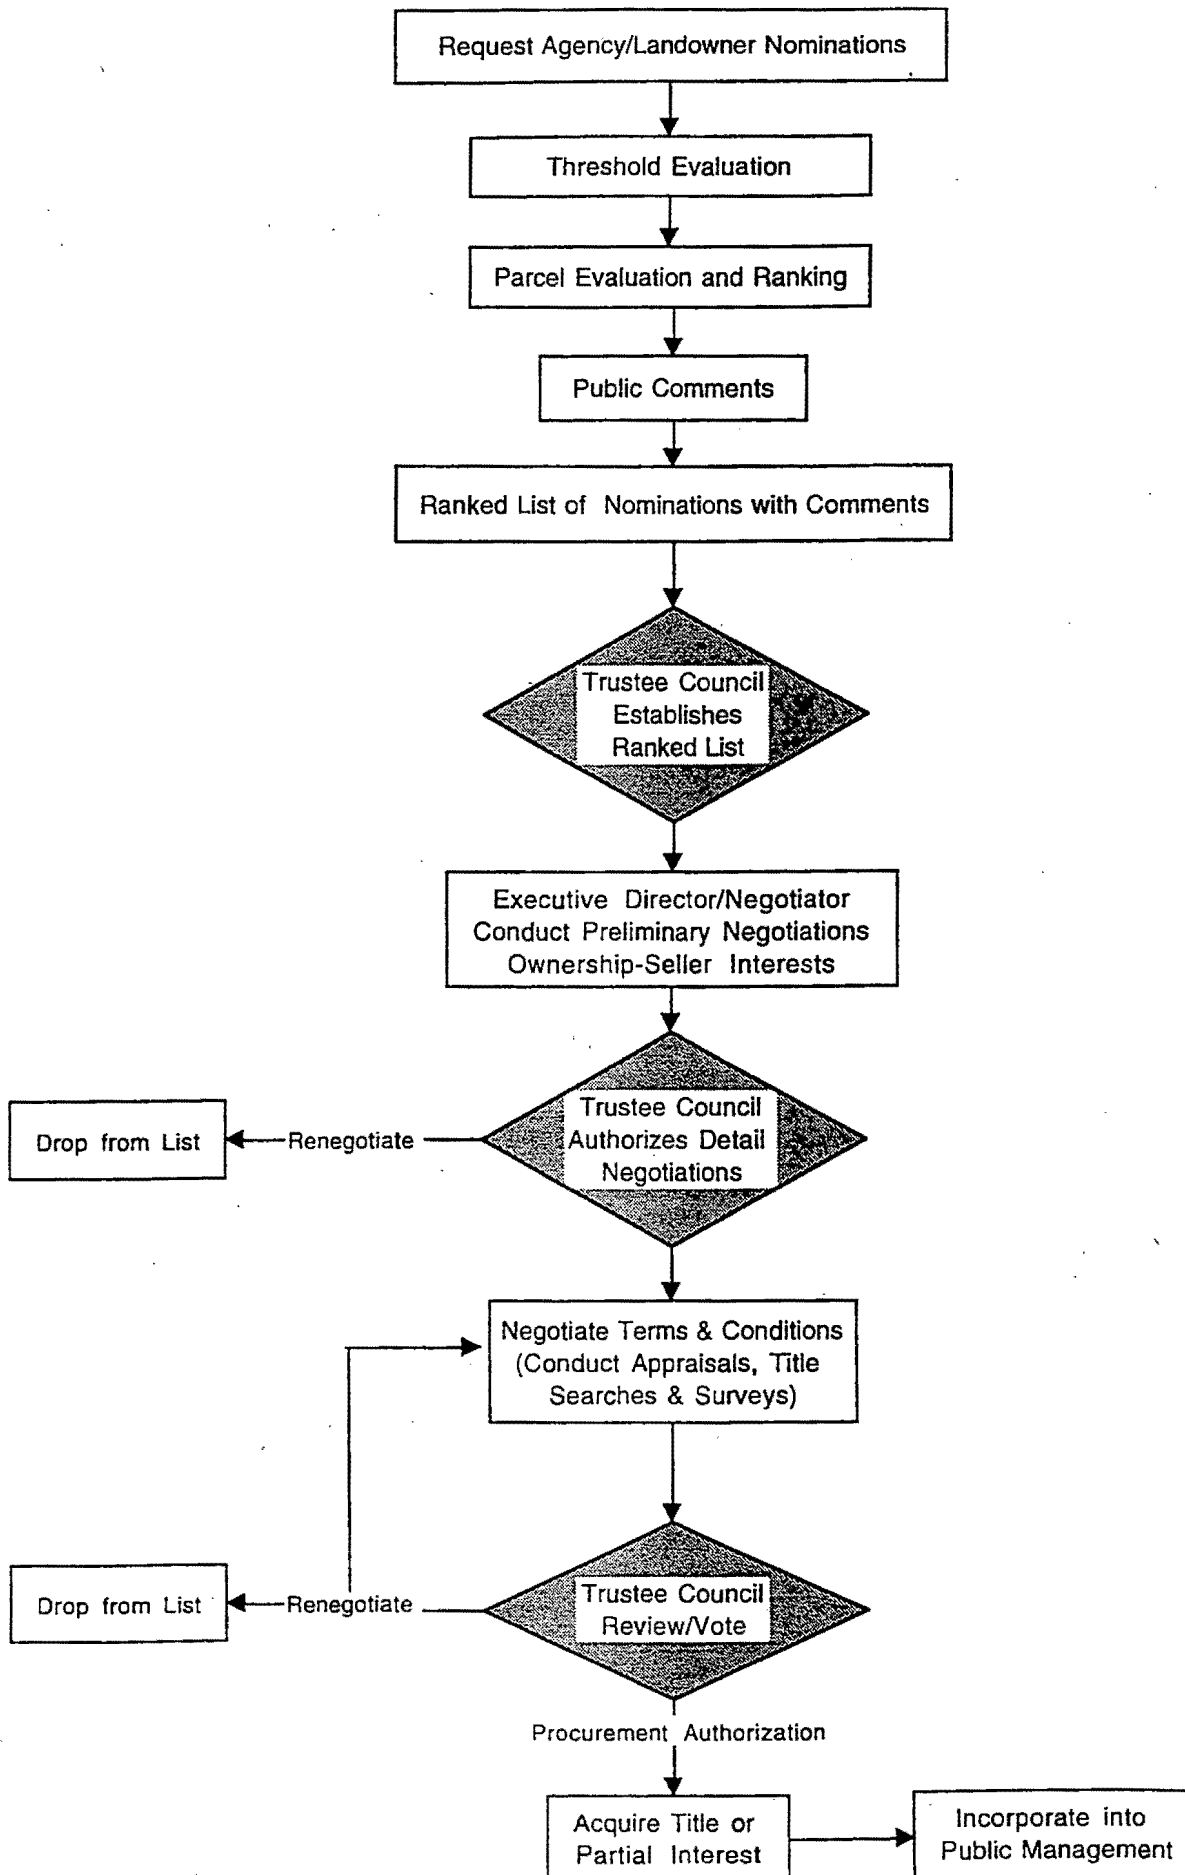 Request Agency/Landowner Nominations
Threshold Evaluation
Parcel Evaluation and Ranking
Public Comments
Ranked List of Nominations with Comments
Trustee Council
Establishes
Ranked List
Executive Director/Negotiator
Conduct Preliminary Negotiations
Ownership-Seller Interests
Trustee Council
Authorizes Detail
Negotiations
Renegotiate
Drop from List
Negotiate Terms & Conditions
(Conduct Appraisals, Title
Searches & Surveys)
Trustee Council
Review/Vote
Renegotiate
Drop from List
Procurement Authorization
Acquire Title or
Partial Interest
Incorporate into
Public Management